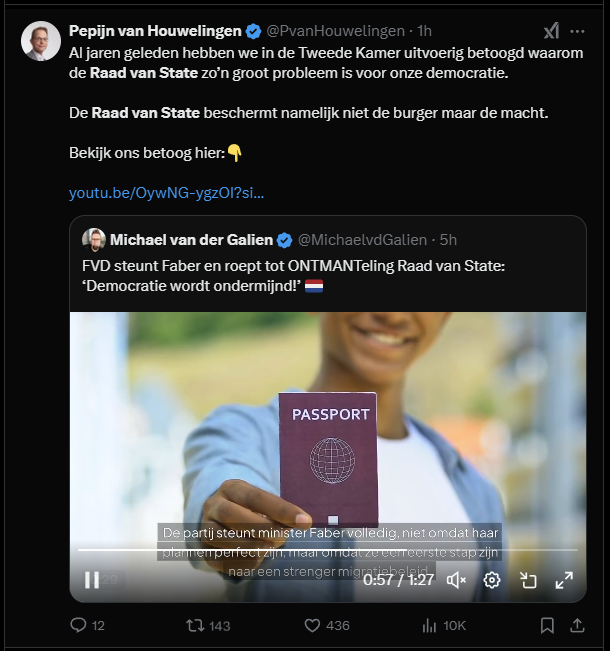 Pepijn van Houwelingen @PvanHouwelingen · 1h
Al jaren geleden hebben we in de Tweede Kamer uitvoerig betoogd waarom
de Raad van State zo'n groot probleem is voor onze democratie.
De Raad van State beschermt namelijk niet de burger maar de macht.
Bekijk ons betoog hier:👇
youtu.be/OywNG-ygzOI?si...
Michael van der Galien @MichaelvdGalien · 5h
FVD steunt Faber en roept tot ONTMANTeling Raad van State:
'Democratie wordt ondermijnd!' 🇳🇱
PASSPORT
De partij steunt minister Faber volledig, niet omdat haar
plannen perfect zijn, maar omdat ze een eerste stap zijn
naar een strenger migratiebeleid.
0:57 / 1:27
12
143
436
10K